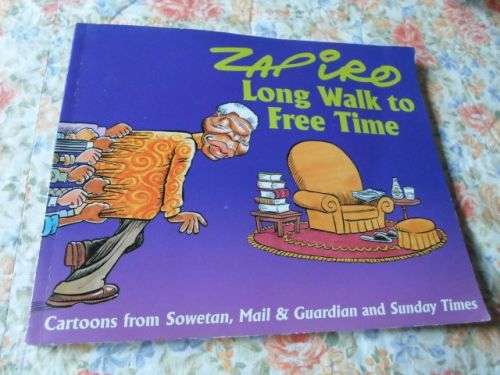 ZAPIRO
Long Walk to
Free Time
Cartoons from Sowetan, Mail & Guardian and Sunday Times